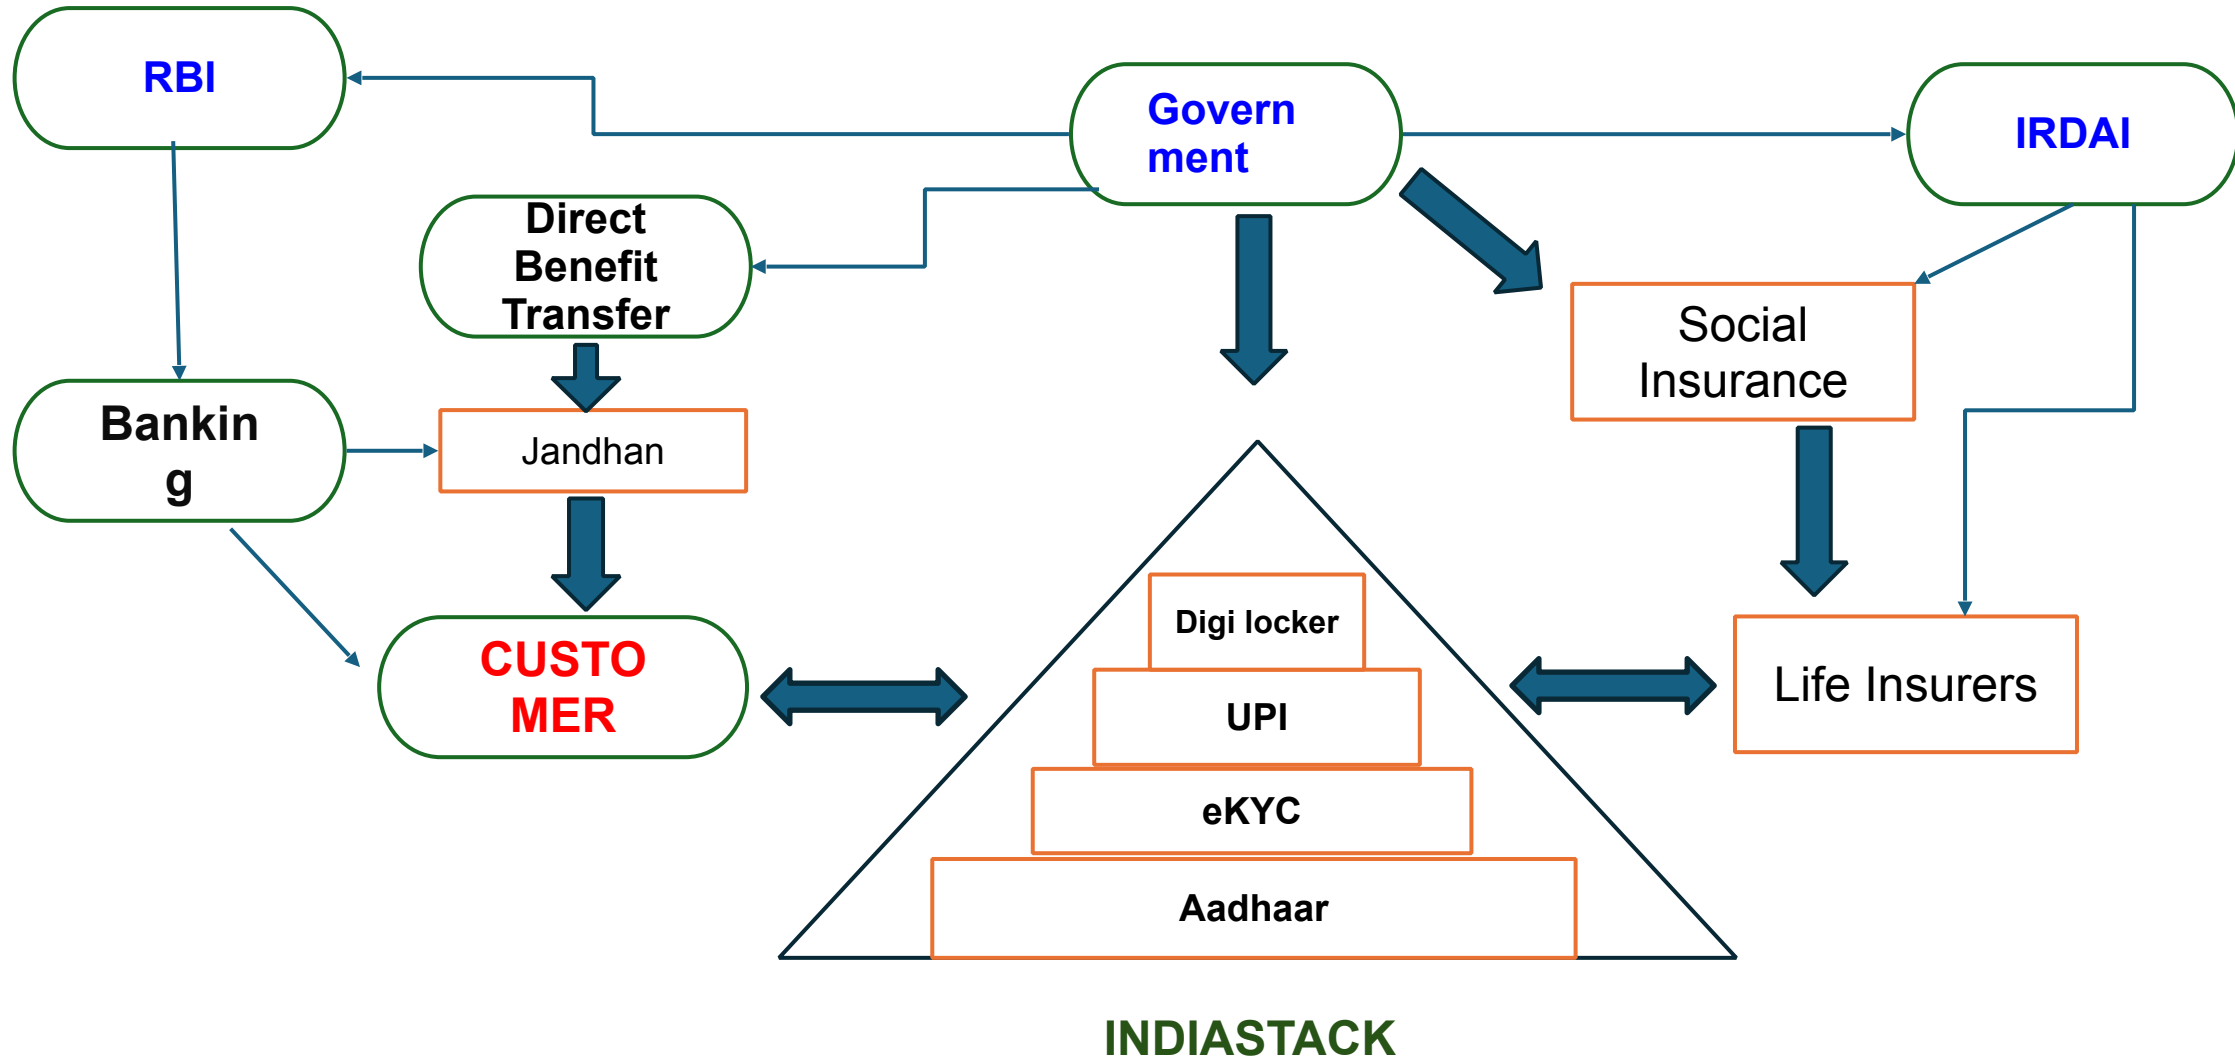 RBI
Govern
ment
IRDAI
Direct
Benefit
Transfer
Social
Insurance
Bankin
g
Jandhan
Digi locker
CUSTO
MER
UPI
Life Insurers
eKYC
Aadhaar
INDIASTACK